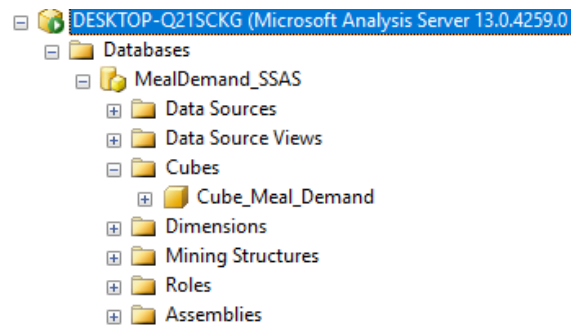 DESKTOP-Q21SCKG (Microsoft Analysis Server 13.0.4259.0
Databases
MealDemand_SSAS
Data Sources
Data Source Views
Cubes
Cube_Meal_Demand
Dimensions
Mining Structures
Roles
Assemblies